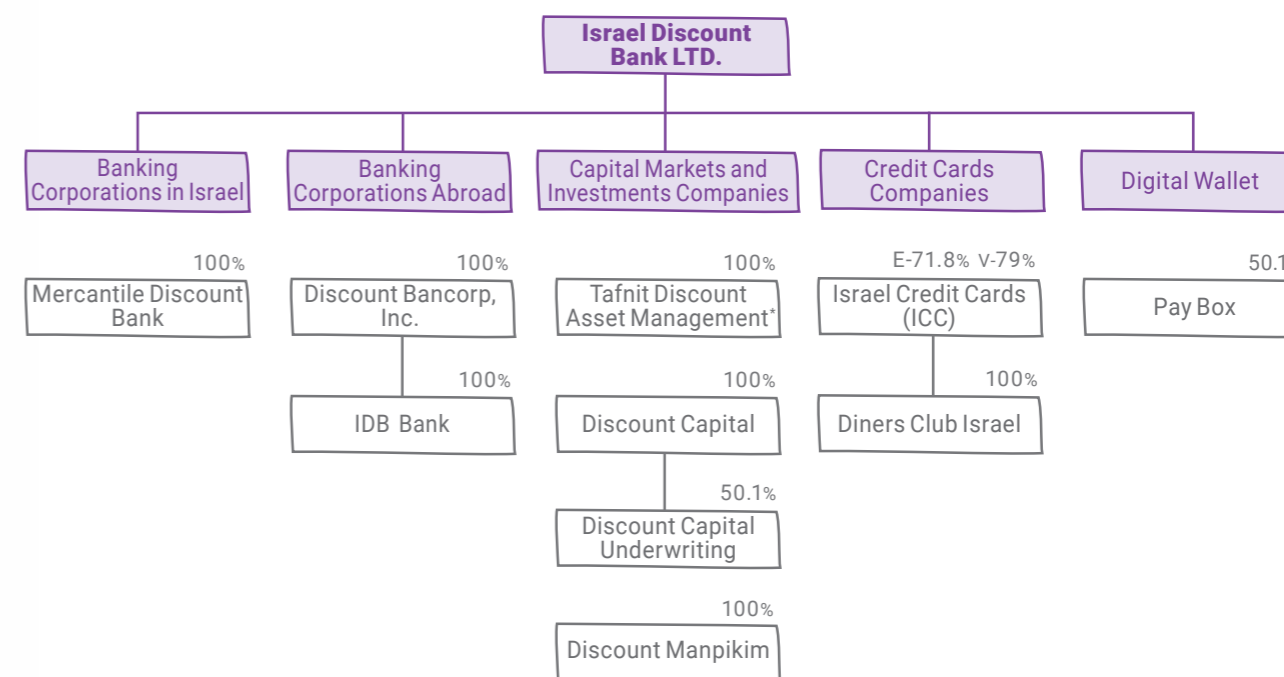 Israel Discount
Bank LTD.
Banking
Corporations in Israel
Banking
Corporations Abroad
Capital Markets and
Investments Companies
Credit Cards
Companies
Digital Wallet
100%
Mercantile Discount
Bank
100%
Discount Bancorp,
Inc.
100%
IDB Bank
100%
Tafnit Discount
Asset Management*
100%
Discount Capital
50.1%
Discount Capital
Underwriting
100%
Discount Manpikim
E-71.8% V-79%
Israel Credit Cards
(ICC)
100%
Diners Club Israel
50.1
Pay Box